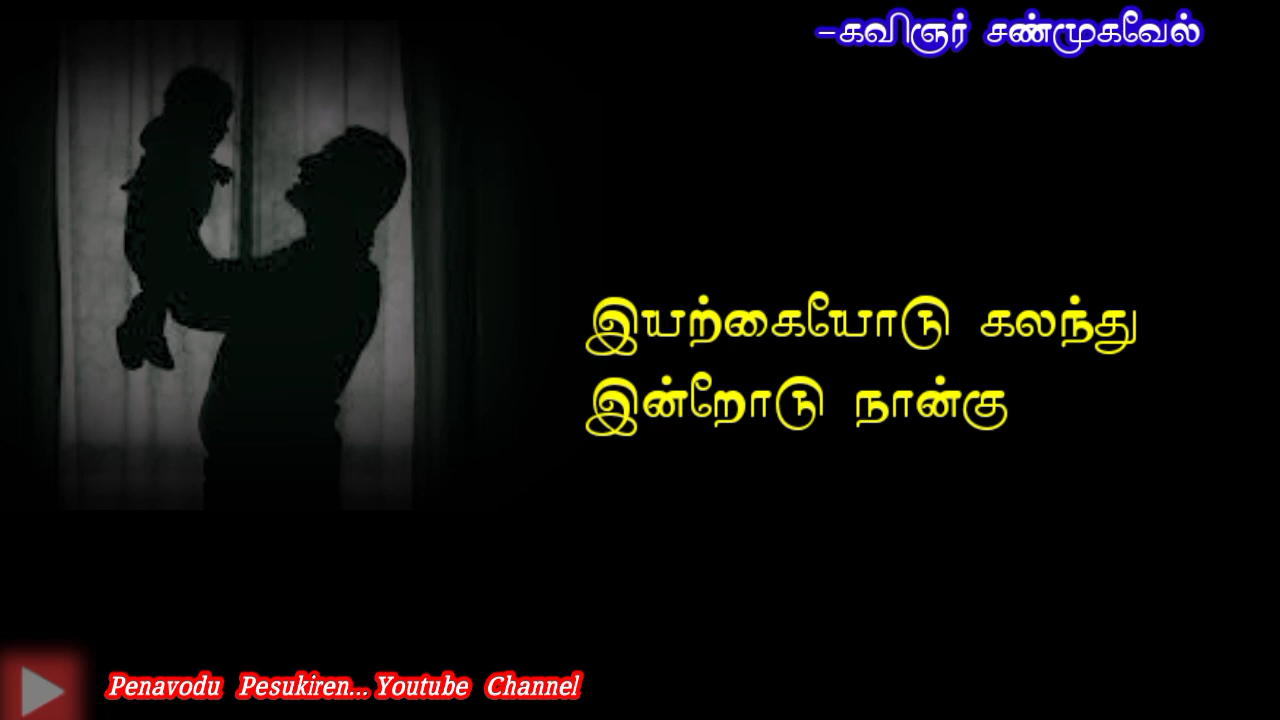 -கவிஞர் சண்முகவேல்
இயற்கையோடு கலந்து
இன்றோடு நான்கு
Penavodu Pesukiren... Youtube Channel